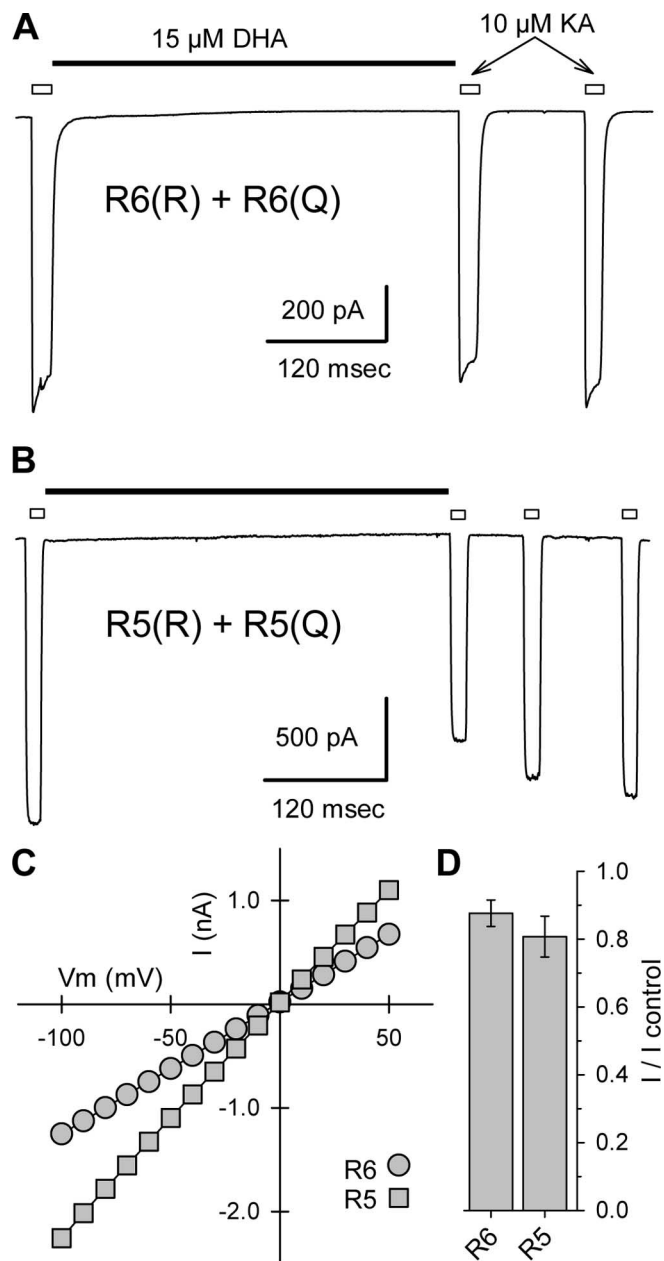 A
15 µM DHA
10 µM KA
R6(R) + R6(Q)
200 pA
120 msec
B
R5(R) + R5(Q)
500 pA
120 msec
C
I (nA)
1.0
Vm (mV)
-100
-50
50
-1.0
-2.0
R6
R5
D
1.0
0.8
0.6
0.4
0.2
0.0
I / I control
R6
R5